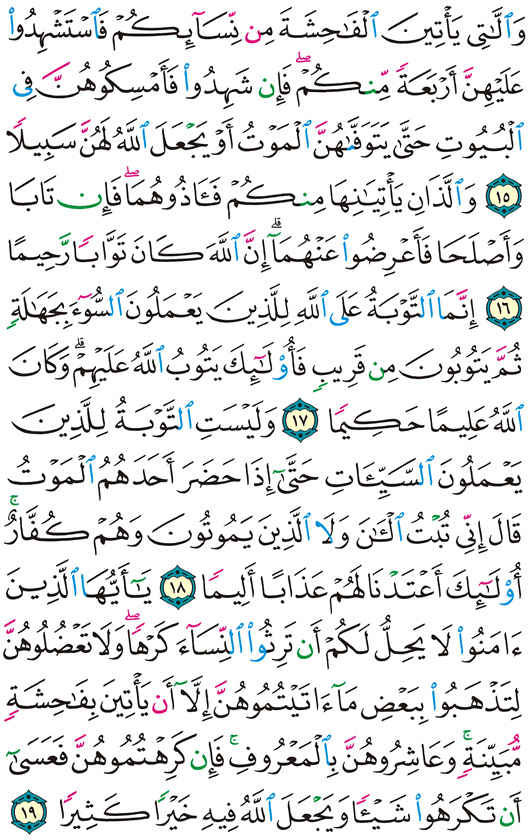 وَٱلَّٰتِى يَأْتِينَ ٱلْفَٰحِشَةَ مِن نِّسَآئِكُمْ فَٱسْتَشْهِدُوا۟
عَلَيْهِنَّ أَرْبَعَةً مِّنكُمْ ۖ فَإِن شَهِدُوا۟ فَأَمْسِكُوهُنَّ فِى
ٱلْبُيُوتِ حَتَّىٰ يَتَوَفَّىٰهُنَّ ٱلْمَوْتُ أَوْ يَجْعَلَ ٱللَّهُ لَهُنَّ سَبِيلًا
١٥ وَٱلَّذَانِ يَأْتِيَٰنِهَا مِنكُمْ فَـَٔاذُوهُمَا ۖ فَإِن تَابَا
وَأَصْلَحَا فَأَعْرِضُوا۟ عَنْهُمَآ ۗ إِنَّ ٱللَّهَ كَانَ تَوَّابًا رَّحِيمًا
١٦ إِنَّمَا ٱلتَّوْبَةُ عَلَى ٱللَّهِ لِلَّذِينَ يَعْمَلُونَ ٱلسُّوٓءَ بِجَهَٰلَةٍ
ثُمَّ يَتُوبُونَ مِن قَرِيبٍ فَأُو۟لَٰٓئِكَ يَتُوبُ ٱللَّهُ عَلَيْهِمْ ۗ وَكَانَ
ٱللَّهُ عَلِيمًا حَكِيمًا ١٧ وَلَيْسَتِ ٱلتَّوْبَةُ لِلَّذِينَ
يَعْمَلُونَ ٱلسَّيِّـَٔاتِ حَتَّىٰٓ إِذَا حَضَرَ أَحَدَهُمُ ٱلْمَوْتُ
قَالَ إِنِّى تُبْتُ ٱلْـَٰٔنَ وَلَا ٱلَّذِينَ يَمُوتُونَ وَهُمْ كُفَّارٌ ۚ
أُو۟لَٰٓئِكَ أَعْتَدْنَا لَهُمْ عَذَابًا أَلِيمًا ١٨ يَٰٓأَيُّهَا ٱلَّذِينَ
ءَامَنُوا۟ لَا يَحِلُّ لَكُمْ أَن تَرِثُوا۟ ٱلنِّسَآءَ كَرْهًا ۖ وَلَا تَعْضُلُوهُنَّ
لِتَذْهَبُوا۟ بِبَعْضِ مَآ ءَاتَيْتُمُوهُنَّ إِلَّآ أَن يَأْتِينَ بِفَٰحِشَةٍ
مُّبَيِّنَةٍ ۚ وَعَاشِرُوهُنَّ بِٱلْمَعْرُوفِ ۚ فَإِن كَرِهْتُمُوهُنَّ فَعَسَىٰٓ
أَن تَكْرَهُوا۟ شَيْـًٔا وَيَجْعَلَ ٱللَّهُ فِيهِ خَيْرًا كَثِيرًا ١٩